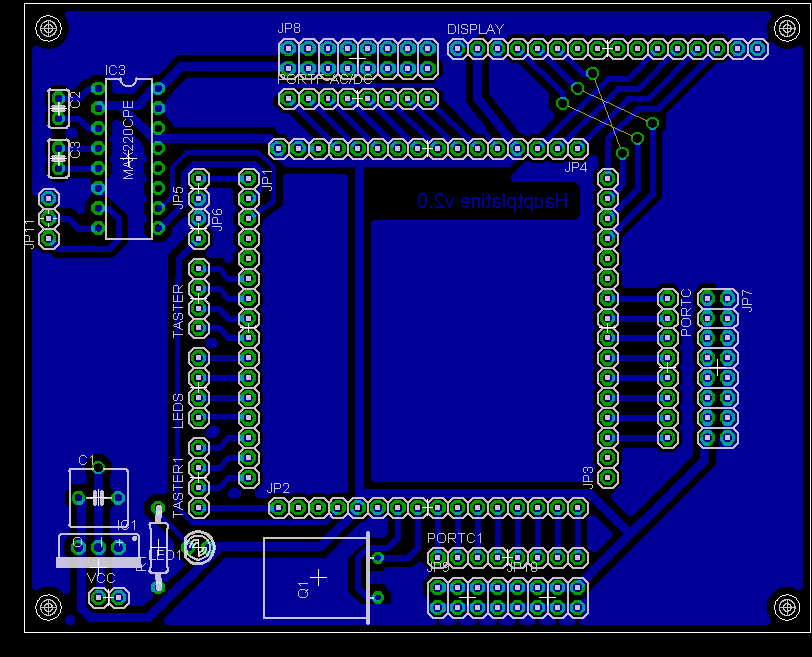 JP8
DISPLAY
PORTF-AC/DC
IC3
C2
MAX220CPE
C3
JP4
JP1
JP5
JP6
Hauptplatine v2.0
JP11
TASTER
PORTC
JP7
LEDS
TASTER1
C1
JP2
JP3
IC1
LED1
PORTC1
JP9
JP10
VCC
Q1